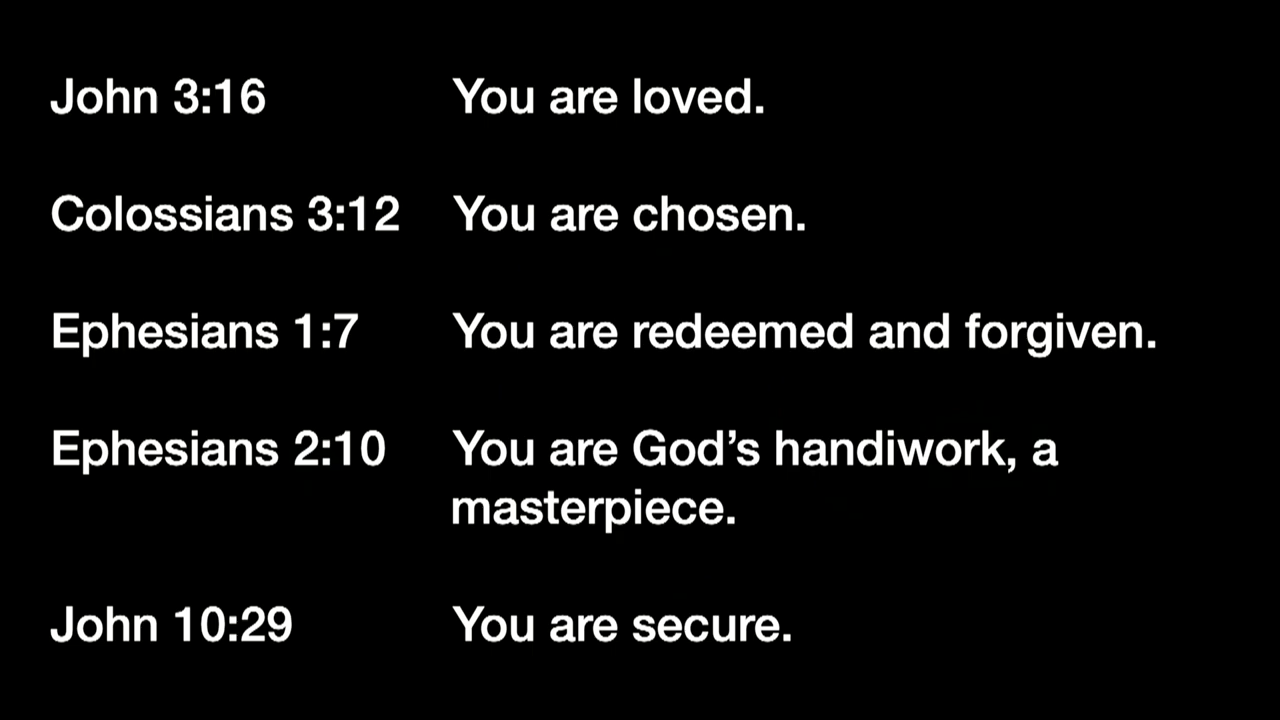 John 3:16 You are loved.
Colossians 3:12 You are chosen.
Ephesians 1:7 You are redeemed and forgiven.
Ephesians 2:10 You are God’s handiwork, a
masterpiece.
John 10:29 You are secure.